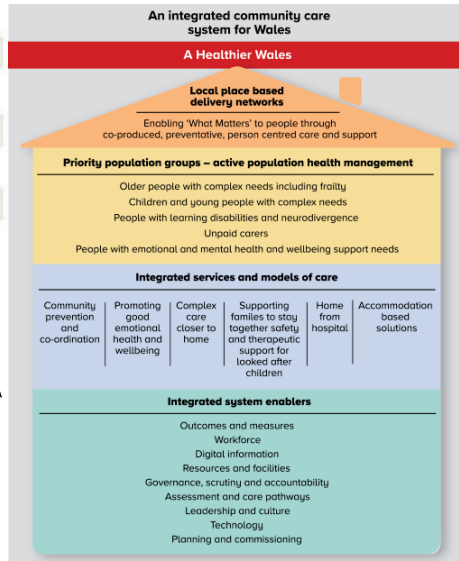 An integrated community care
system for Wales
A Healthier Wales
Local place based
delivery networks
Enabling ‘What Matters’ to people through
co-produced, preventative, person centred care and support
Priority population groups – active population health management
Older people with complex needs including frailty
Children and young people with complex needs
People with learning disabilities and neurodivergence
Unpaid carers
People with emotional and mental health and wellbeing support needs
Integrated services and models of care
Community
prevention
and
co-ordination
Promoting
good
emotional
health and
wellbeing
Complex
care
closer to
home
Supporting
familes to stay
together safety
and therapeutic
support for
looked after
children
Home
from
hospital
Accommodation
based
solutions
Integrated system enablers
Outcomes and measures
Workforce
Digital information
Resources and facilities
Governance, scrutiny and accountability
Assessment and care pathways
Leadership and culture
Technology
Planning and commissioning